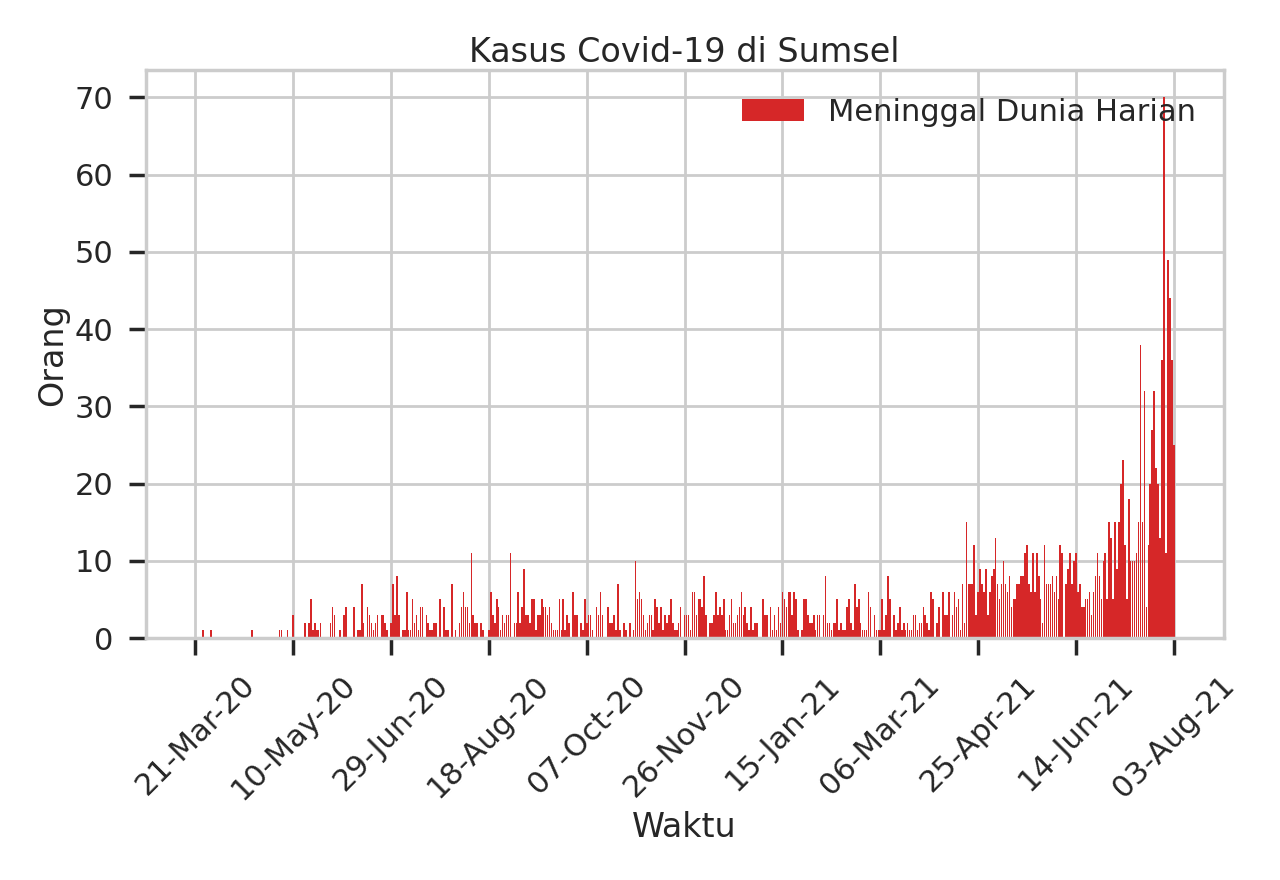 Kasus Covid-19 di Sumsel
Meninggal Dunia Harian
Orang
70
60
50
40
30
20
10
0
21-Mar-20
10-May-20
29-Jun-20
18-Aug-20
07-Oct-20
26-Nov-20
15-Jan-21
06-Mar-21
25-Apr-21
14-Jun-21
03-Aug-21
Waktu